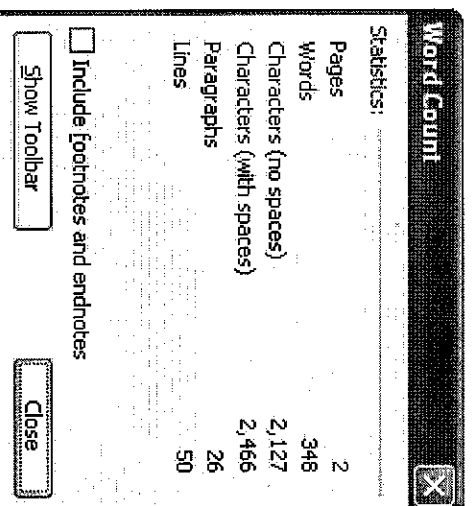 Word Count
Statistics:
Pages 2
Words 348
Characters (no spaces) 2,127
Characters (with spaces) 2,466
Paragraphs 26
Lines 50
Include footnotes and endnotes
Show Toolbar Close